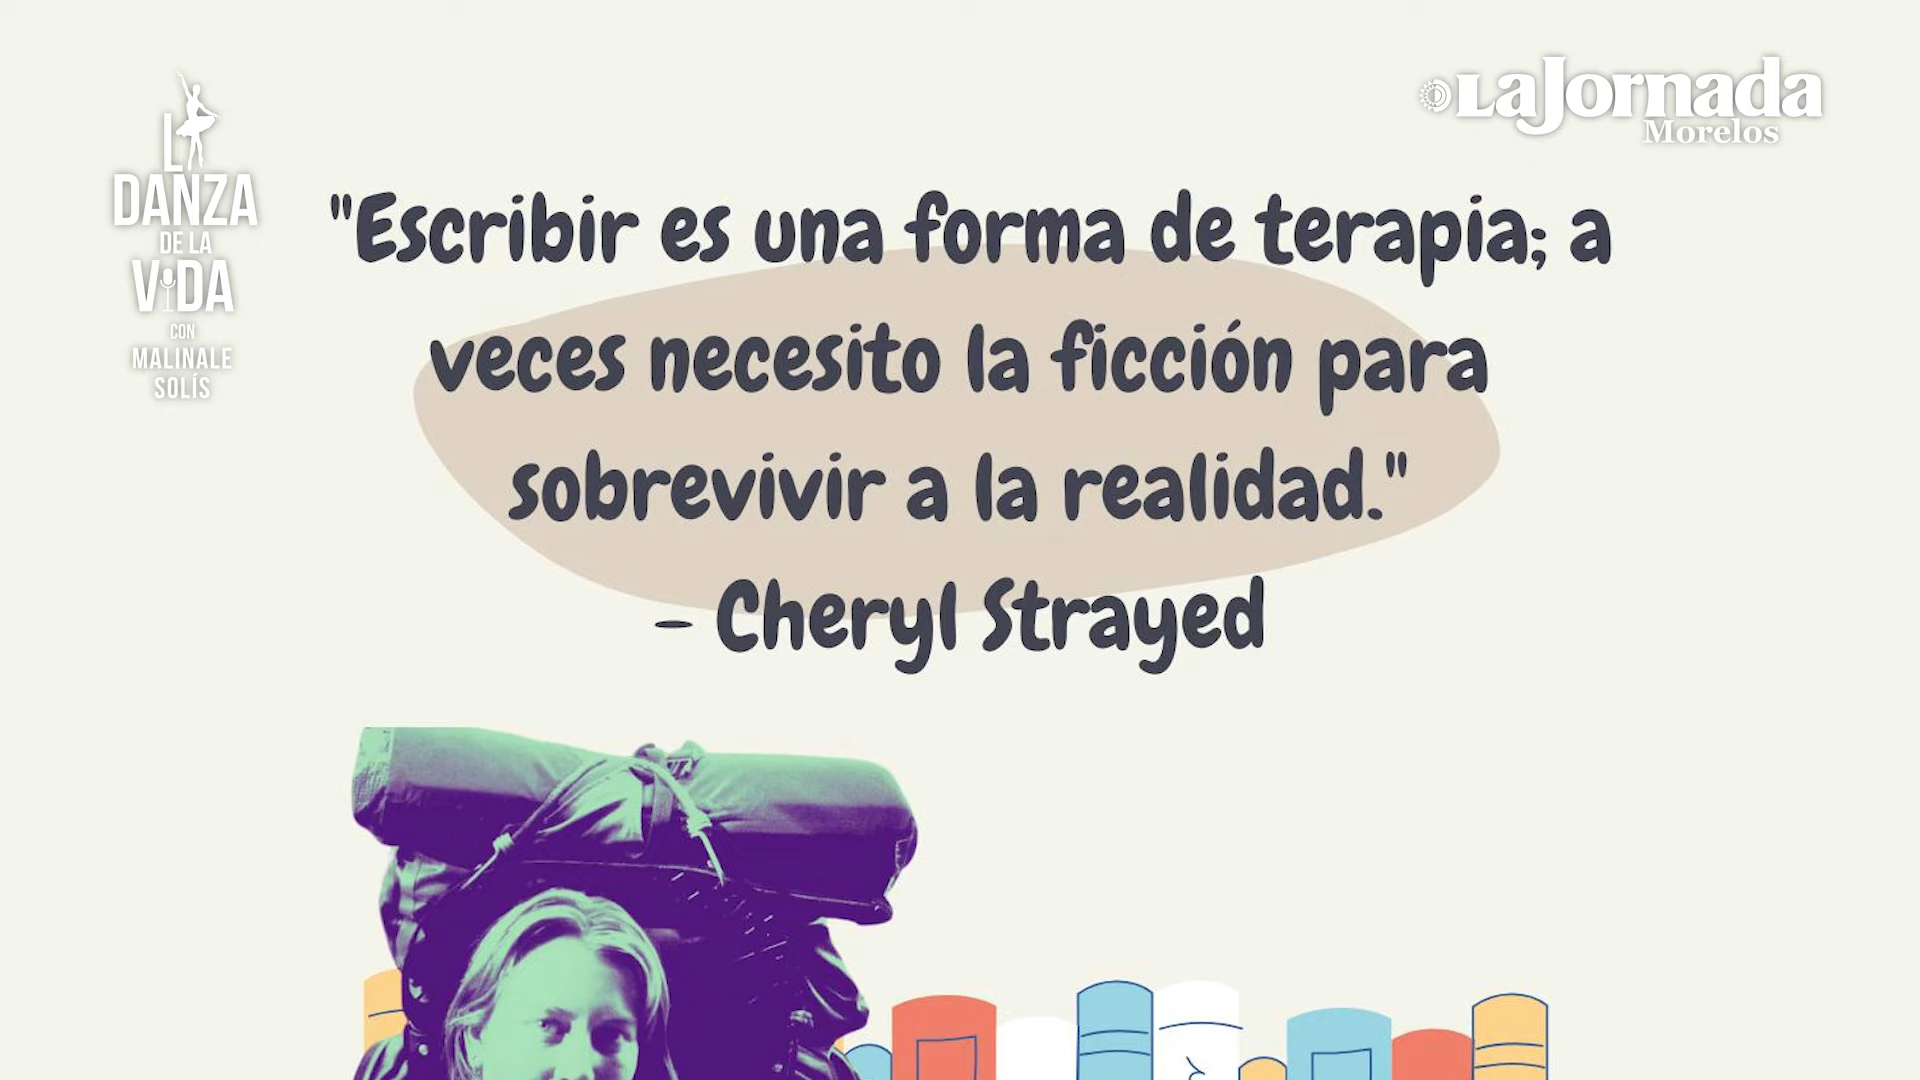 LA
DANZA
DE LA
VIDA
CON
MALINALE
SOLÍS
LaJornada
Morelos
"Escribir es una forma de terapia; a
veces necesito la ficción para
sobrevivir a la realidad."
- Cheryl Strayed